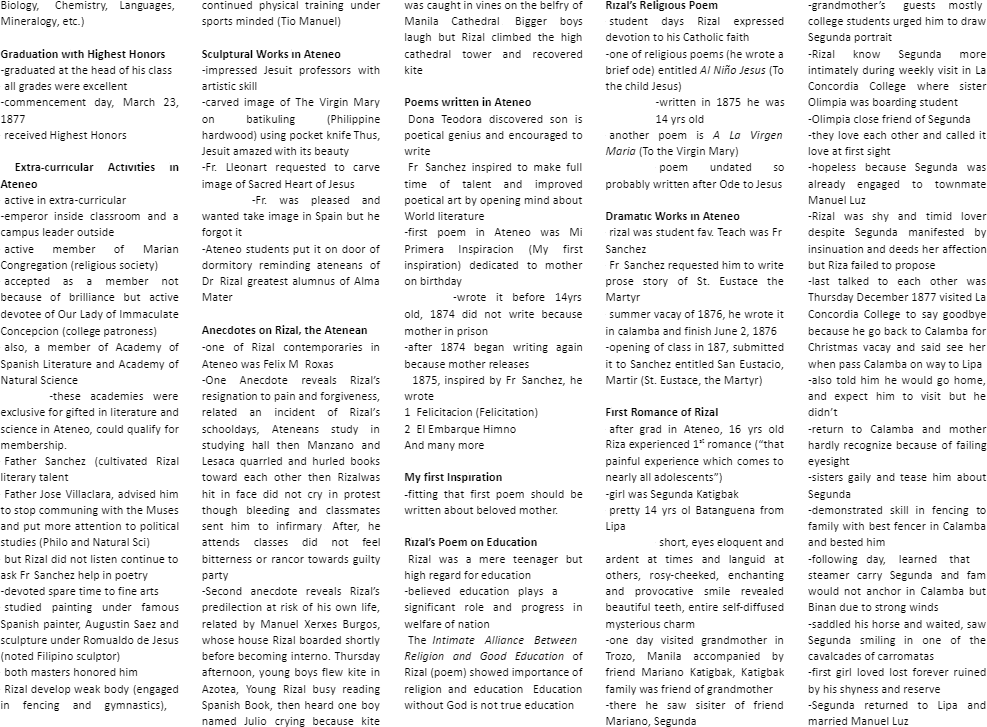 Biology, Chemistry, Languages,
Mineralogy, etc.)
Graduation with Highest Honors
-graduated at the head of his class
all grades were excellent
-commencement day, March 23,
1877
received Highest Honors
Extra-curricular Activities in
Ateneo
active in extra-curricular
-emperor inside classroom and a
campus leader outside
active member of Marian
Congregation (religious society)
accepted as a member not
because of brilliance but active
devotee of Our Lady of Immaculate
Concepcion (college patroness)
also, a member of Academy of
Spanish Literature and Academy of
Natural Science
-these academies were
exclusive for gifted in literature and
science in Ateneo, could qualify for
membership.
Father Sanchez (cultivated Rizal
literary talent
Father Jose Villaclara, advised him
to stop communing with the Muses
and put more attention to political
studies (Philo and Natural Sci)
but Rizal did not listen continue to
ask Fr Sanchez help in poetry
-devoted spare time to fine arts
studied painting under famous
Spanish painter, Augustin Saez and
sculpture under Romualdo de Jesus
(noted Filipino sculptor)
both masters honored him
Rizal develop weak body (engaged
in fencing and gymnastics),
continued physical training under
sports minded (Tio Manuel)
Sculptural Works in Ateneo
-impressed Jesuit professors with
artistic skill
-carved image of The Virgin Mary
on batikuling (Philippine
hardwood) using pocket knife Thus,
Jesuit amazed with its beauty
-Fr. Lleonart requested to carve
image of Sacred Heart of Jesus
-Fr. was pleased and
wanted take image in Spain but he
forgot it
-Ateneo students put it on door of
dormitory reminding ateneans of
Dr Rizal greatest alumnus of Alma
Mater
Anecdotes on Rizal, the Atenean
-one of Rizal contemporaries in
Ateneo was Felix M Roxas
-One Anecdote reveals Rizal's
resignation to pain and forgiveness,
related an incident of Rizal's
schooldays, Ateneans study in
studying hall then Manzano and
Lesaca quarrled and hurled books
toward each other then Rizalwas
hit in face did not cry in protest
though bleeding and classmates
sent him to infirmary After, he
attends classes did not feel
bitterness or rancor towards guilty
party
-Second anecdote reveals Rizal's
predilection at risk of his own life,
related by Manuel Xerxes Burgos,
whose house Rizal boarded shortly
before becoming interno. Thursday
afternoon, young boys flew kite in
Azotea, Young Rizal busy reading
Spanish Book, then heard one boy
named Julio crying because kite
was caught in vines on the belfry of
Manila Cathedral Bigger boys
laugh but Rizal climbed the high
cathedral tower and recovered
kite
Poems written in Ateneo
Dona Teodora discovered son is
poetical genius and encouraged to
write
Fr Sanchez inspired to make full
time of talent and improved
poetical art by opening mind about
World literature
-first poem in Ateneo was Mi
Primera Inspiracion (My first
inspiration) dedicated to mother
on birthday
-wrote it before 14yrs
old, 1874 did not write because
mother in prison
-after 1874 began writing again
because mother releases
1875, inspired by Fr Sanchez, he
wrote
1 Felicitacion (Felicitation)
2 El Embarque Himno
And many more
My first Inspiration
-fitting that first poem should be
written about beloved mother.
Rizal's Poem on Education
Rizal was a mere teenager but
high regard for education
-believed education plays a
significant role and progress in
welfare of nation
The Intimate Alliance Between
Religion and Good Education of
Rizal (poem) showed importance of
religion and education Education
without God is not true education
Rizal's Religious Poem
student days Rizal expressed
devotion to his Catholic faith
-one of religious poems (he wrote a
brief ode) entitled Al Niño Jesus (To
the child Jesus)
-written in 1875 he was
14 yrs old
another poem is A La Virgen
Maria (To the Virgin Mary)
poem undated so
probably written after Ode to Jesus
Dramatic Works in Ateneo
rizal was student fav. Teach was Fr
Sanchez
Fr Sanchez requested him to write
prose story of St. Eustace the
Martyr
summer vacay of 1876, he wrote it
in calamba and finish June 2, 1876
-opening of class in 187, submitted
it to Sanchez entitled San Eustacio,
Martir (St. Eustace, the Martyr)
First Romance of Rizal
after grad in Ateneo, 16 yrs old
Riza experienced 1st romance ("that
painful experience which comes to
nearly all adolescents")
-girl was Segunda Katigbak
pretty 14 yrs ol Batanguena from
Lipa
short, eyes eloquent and
ardent at times and languid at
others, rosy-cheeked, enchanting
and provocative smile revealed
beautiful teeth, entire self-diffused
mysterious charm
-one day visited grandmother in
Trozo, Manila accompanied by
friend Mariano Katigbak, Katigbak
family was friend of grandmother
-there he saw sisiter of friend
Mariano, Segunda
-grandmother's guests mostly
college students urged him to draw
Segunda portrait
-Rizal know Segunda more
intimately during weekly visit in La
Concordia College where sister
Olimpia was boarding student
-Olimpia close friend of Segunda
-they love each other and called it
love at first sight
-hopeless because Segunda was
already engaged to townmate
Manuel Luz
-Rizal was shy and timid lover
despite Segunda manifested by
insinuation and deeds her affection
but Riza failed to propose
-last talked to each other was
Thursday December 1877 visited La
Concordia College to say goodbye
because he go back to Calamba for
Christmas vacay and said see her
when pass Calamba on way to Lipa
-also told him he would go home,
and expect him to visit but he
didn't
-return to Calamba and mother
hardly recognize because of failing
eyesight
-sisters gaily and tease him about
Segunda
-demonstrated skill in fencing to
family with best fencer in Calamba
and bested him
-following day, learned that
steamer carry Segunda and fam
would not anchor in Calamba but
Binan due to strong winds
-saddled his horse and waited, saw
Segunda smiling in one of the
cavalcades of carromatas
-first girl loved lost forever ruined
by his shyness and reserve
-Segunda returned to Lipa and
married Manuel Luz